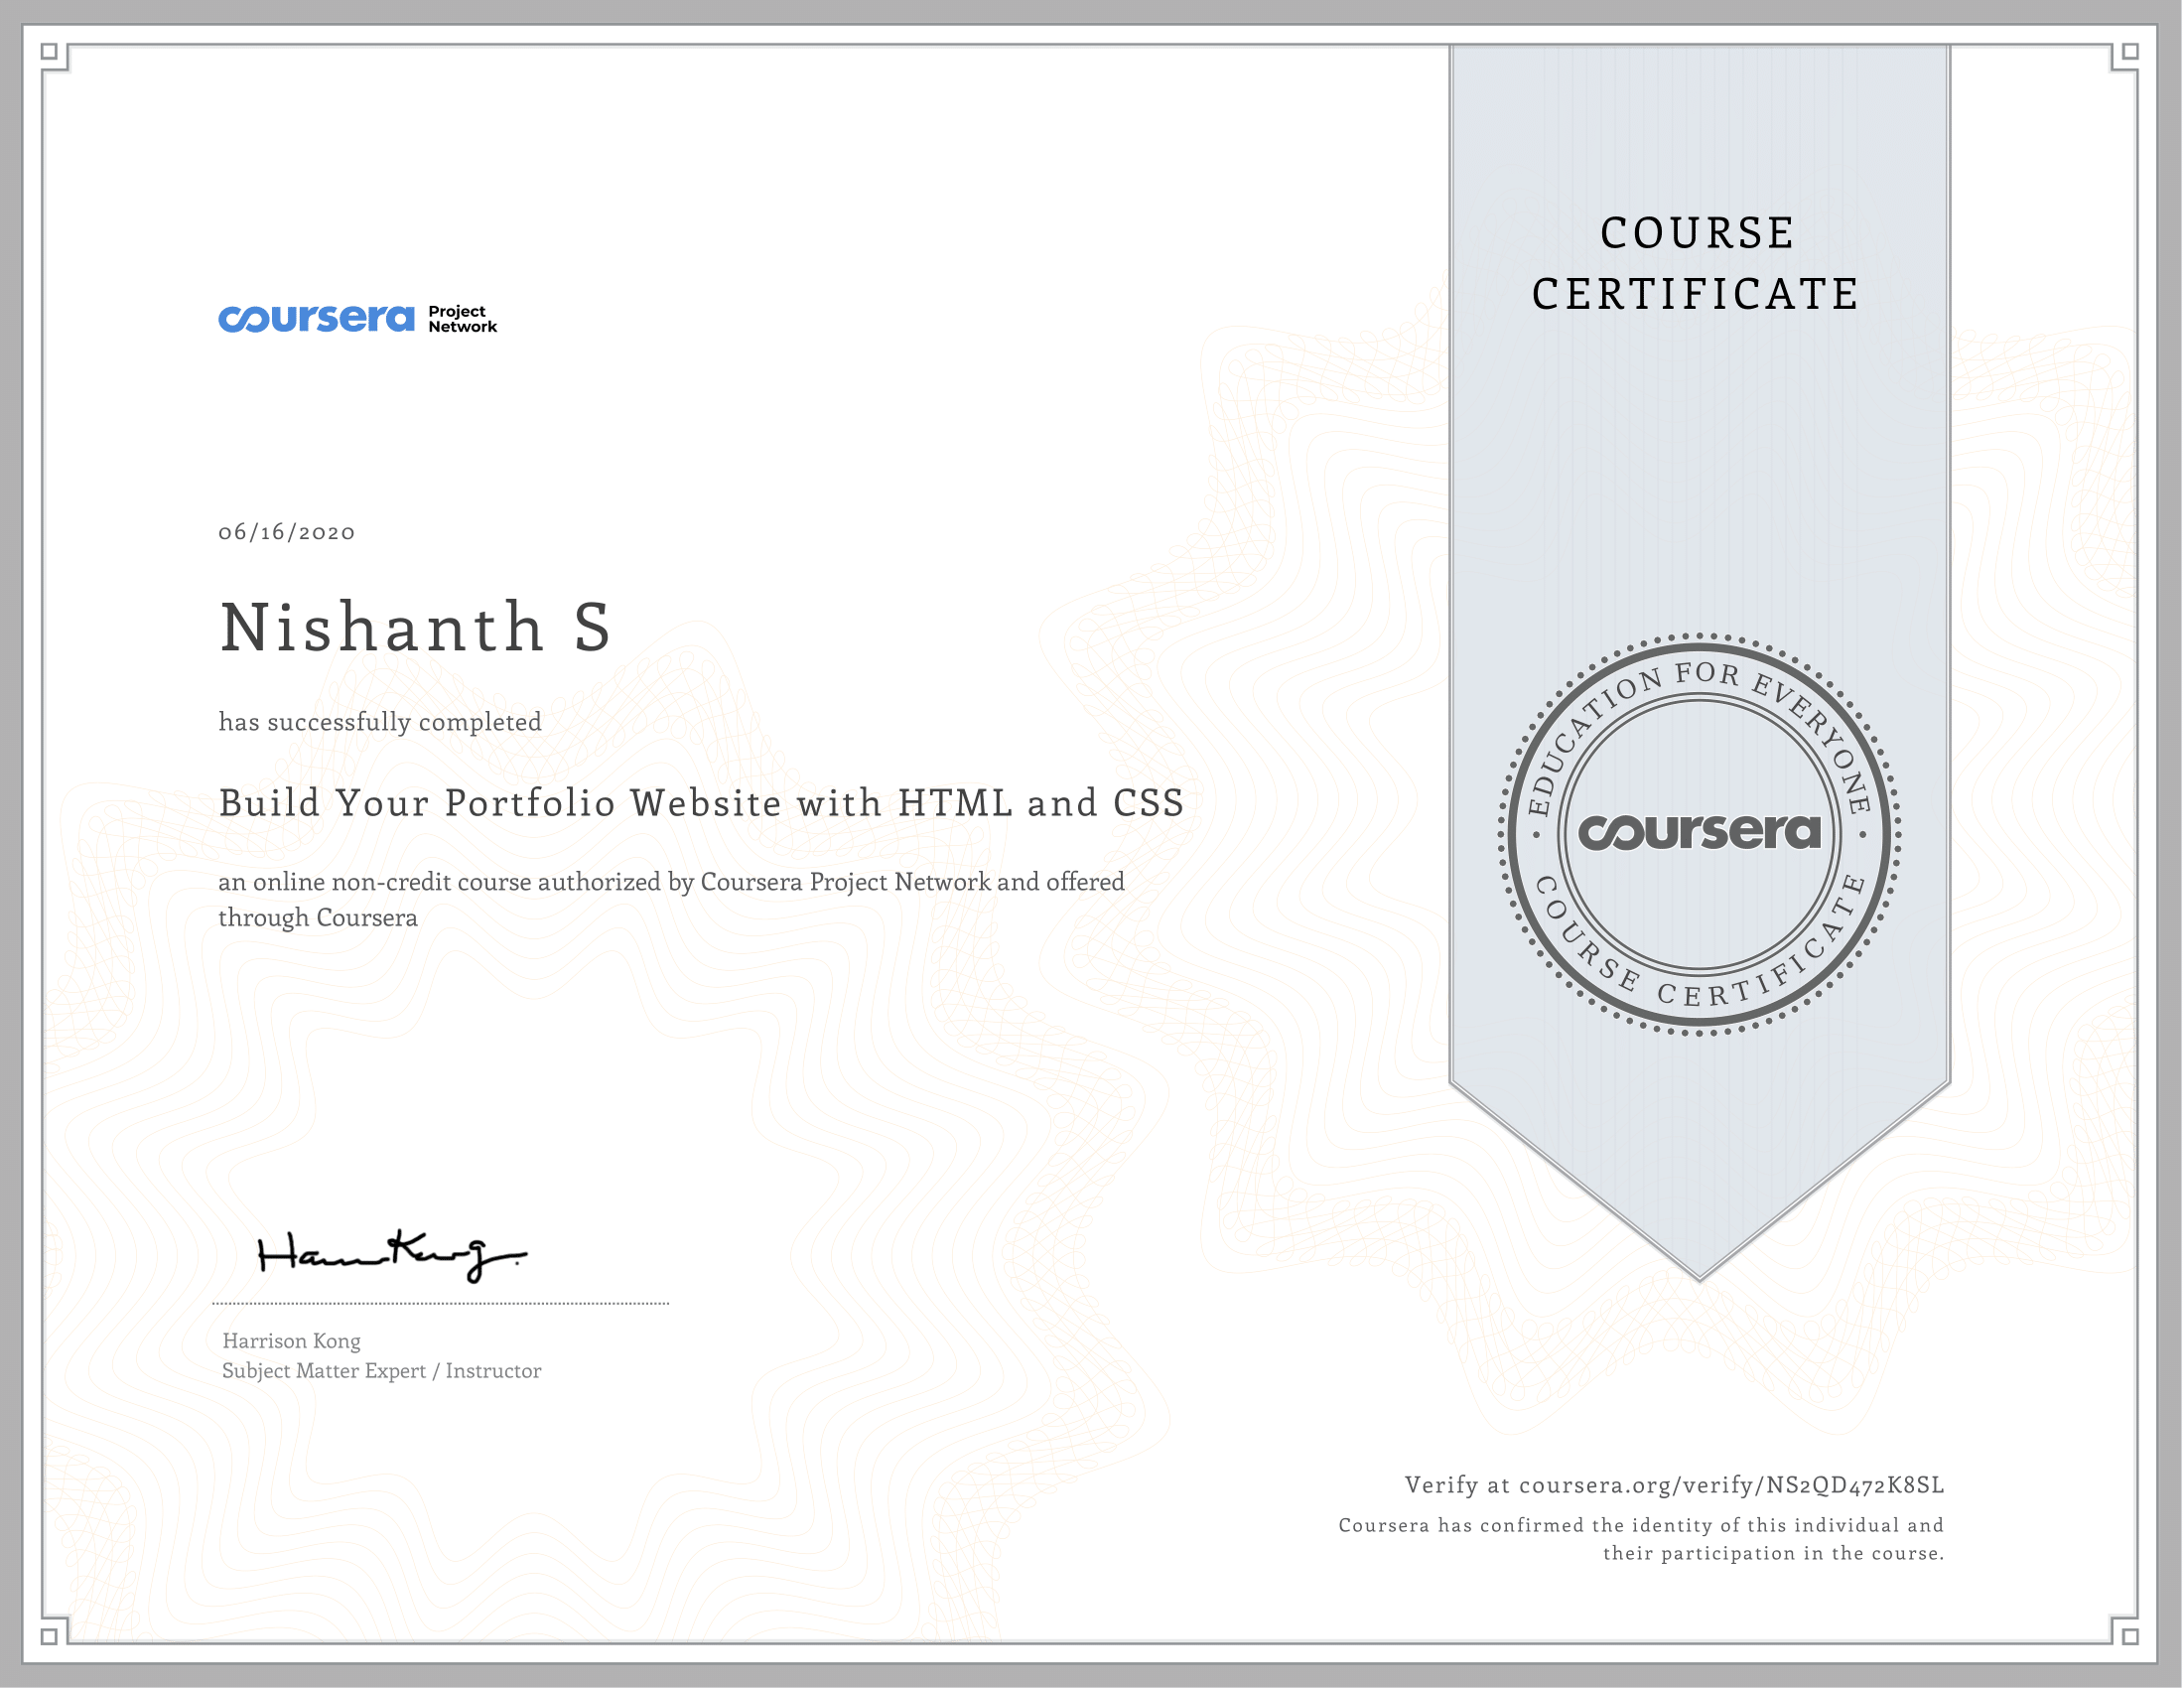 COURSE
CERTIFICATE
coursera Project
Network
06/16/2020
Nishanth S
has successfully completed
Build Your Portfolio Website with HTML and CSS
an online non-credit course authorized by Coursera Project Network and offered
through Coursera
EDUCATION FOR EVERYONE
coursera
COURSE CERTIFICATE
Harrison Kong
Subject Matter Expert / Instructor
Verify at coursera.org/verify/NS2QD472K8SL
Coursera has confirmed the identity of this individual and
their participation in the course.